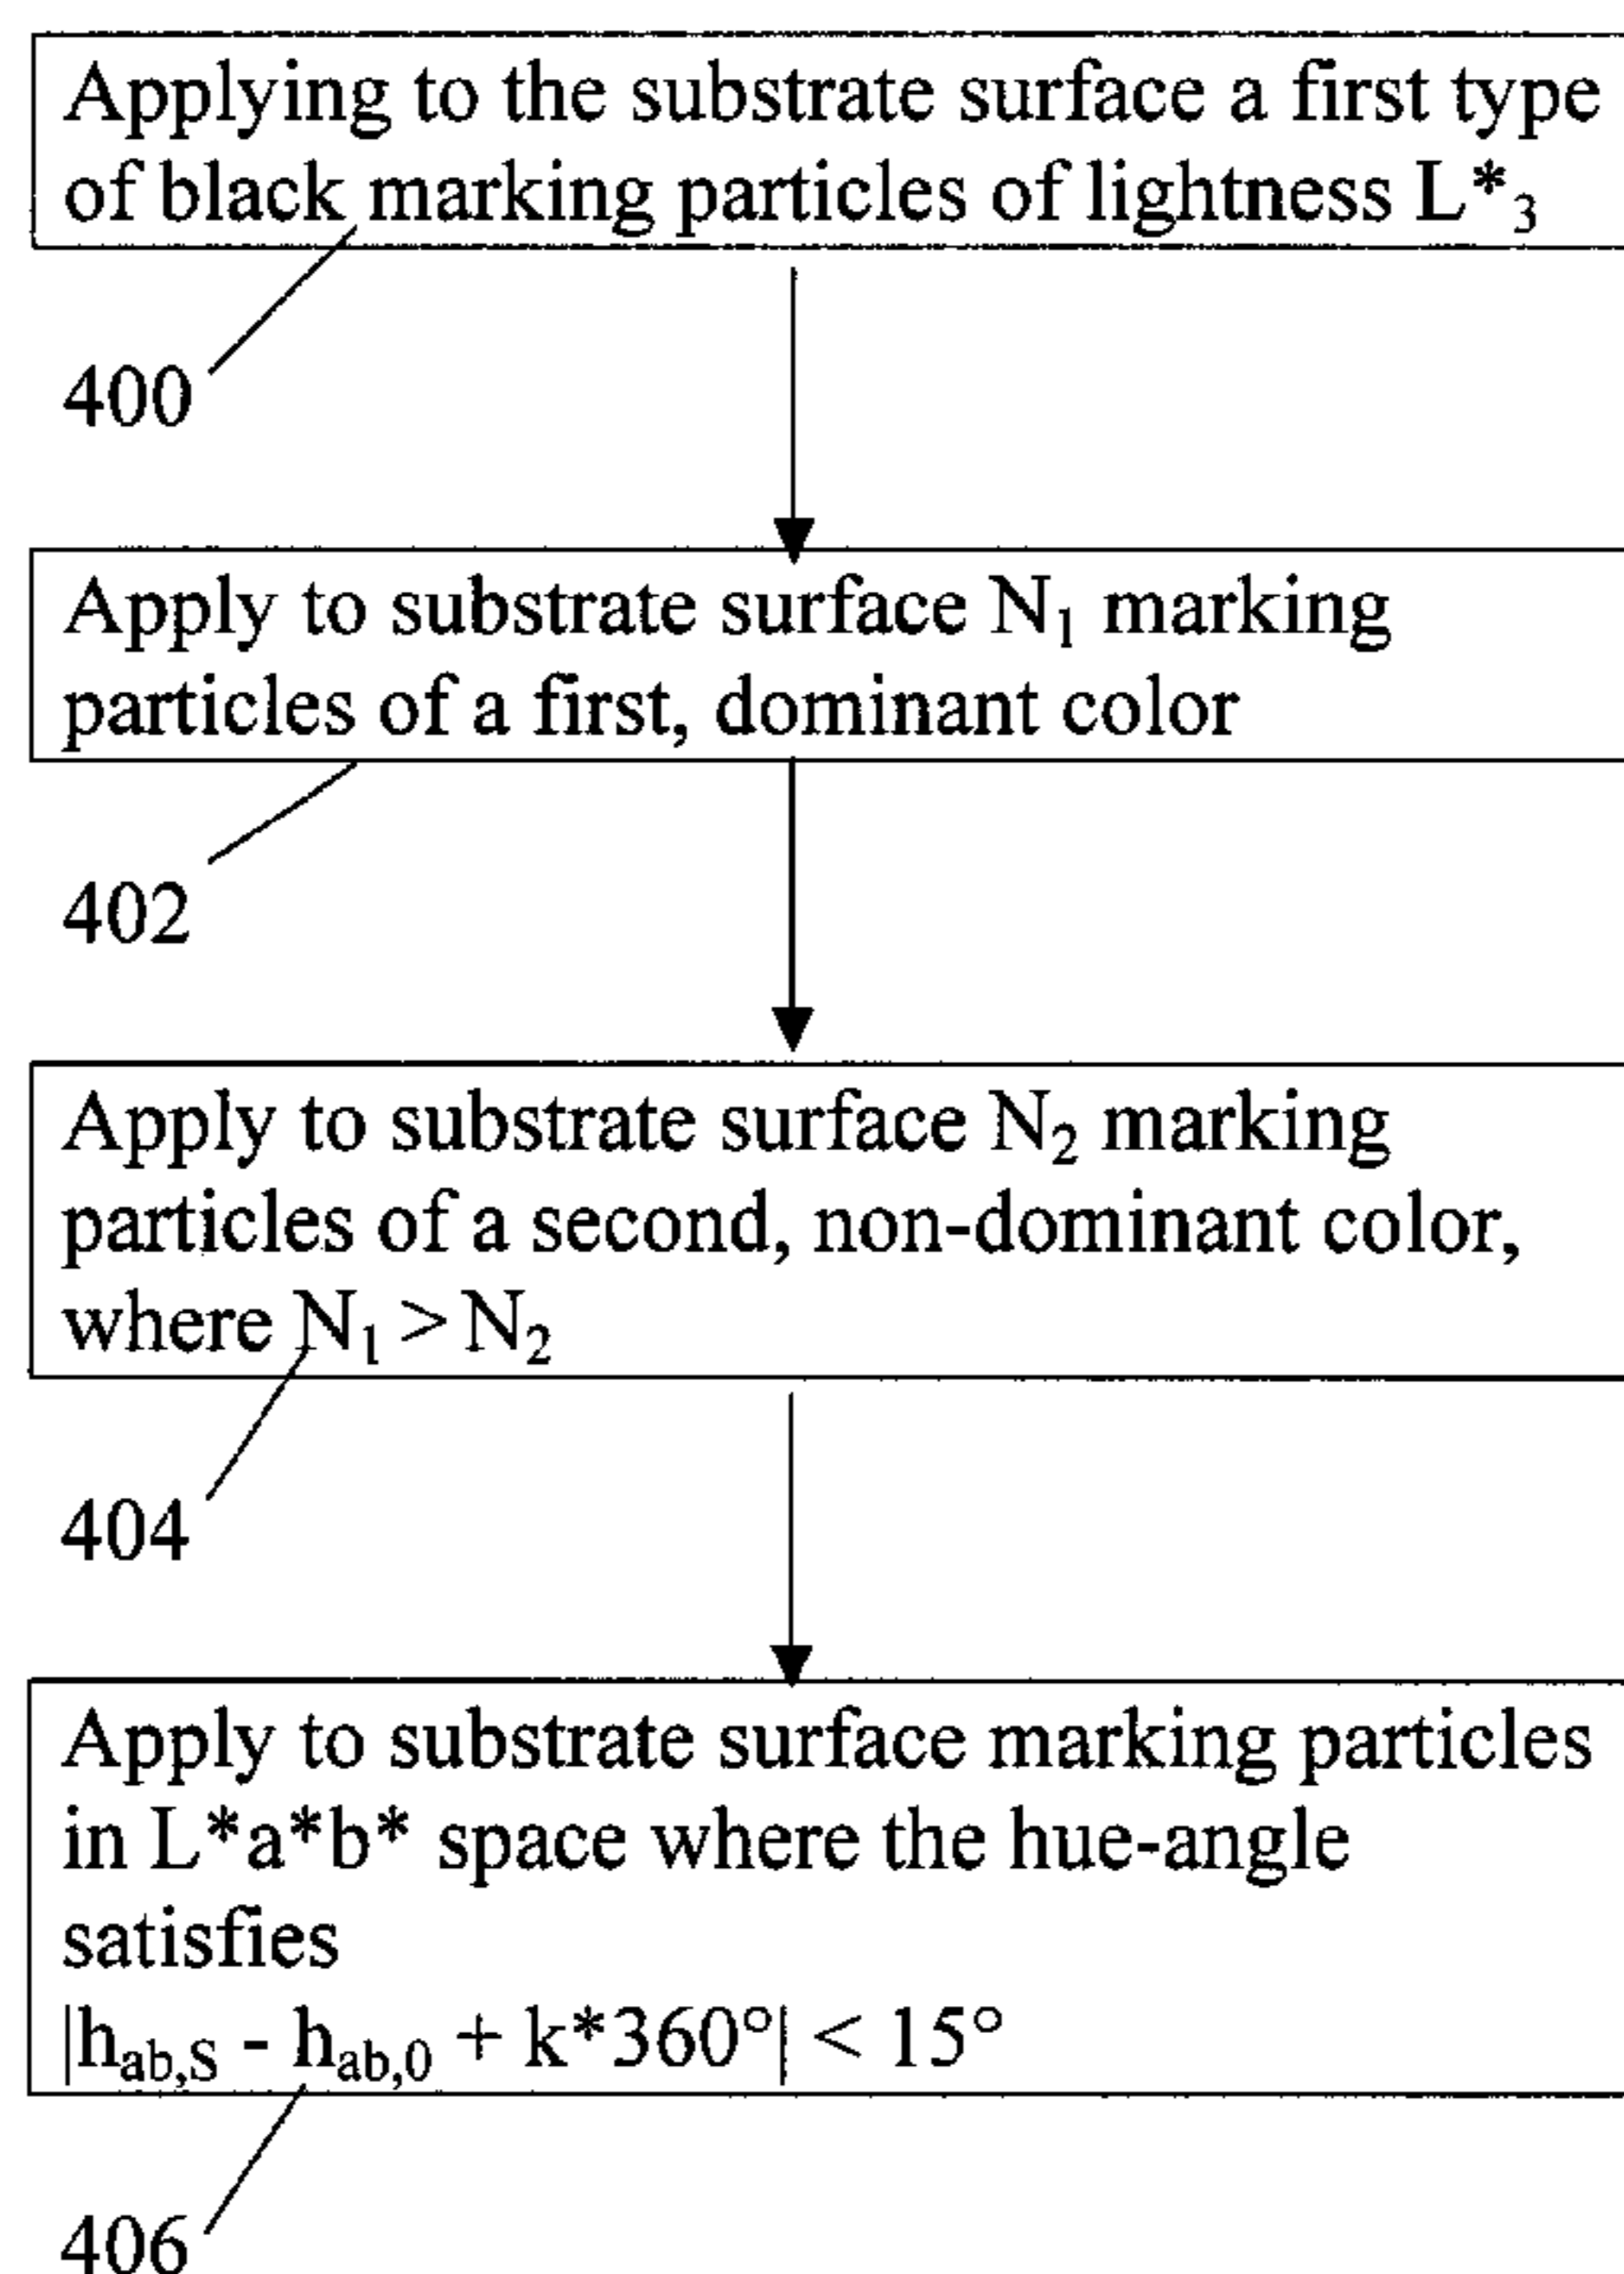 Applying to the substrate surface a first type
of black marking particles of lightness L*₃
400
Apply to substrate surface N₁ marking
particles of a first, dominant color
402
Apply to substrate surface N₂ marking
particles of a second, non-dominant color,
where N₁ > N₂
404
Apply to substrate surface marking particles
in L*a*b* space where the hue-angle
satisfies
|h_ab,S - h_ab,0 + k*360°| < 15°
406